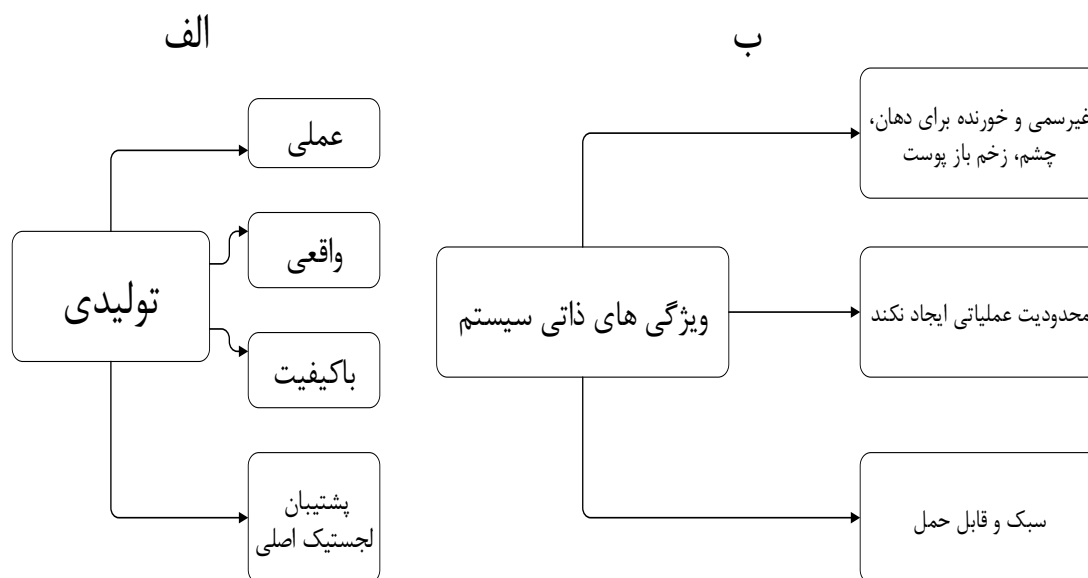 الف
عملی
تولیدی
واقعی
باکیفیت
پشتیبان
لجستیک اصلی
ب
غیرسمی و خورنده برای دهان،
چشم، زخم باز پوست
ویژگی های ذاتی سیستم
محدودیت عملیاتی ایجاد نکند
سبک و قابل حمل